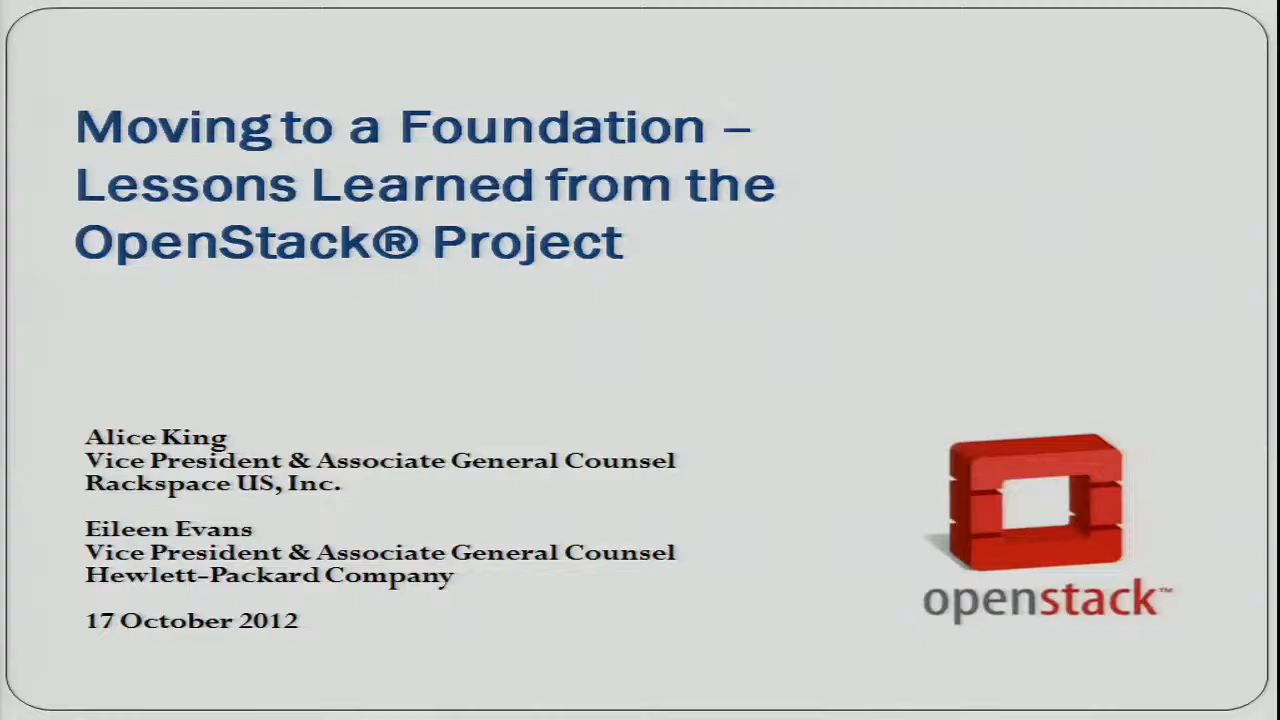 Moving to a Foundation –
Lessons Learned from the
OpenStack® Project
Alice King
Vice President & Associate General Counsel
Rackspace US, Inc.
Eileen Evans
Vice President & Associate General Counsel
Hewlett-Packard Company
17 October 2012
openstack™